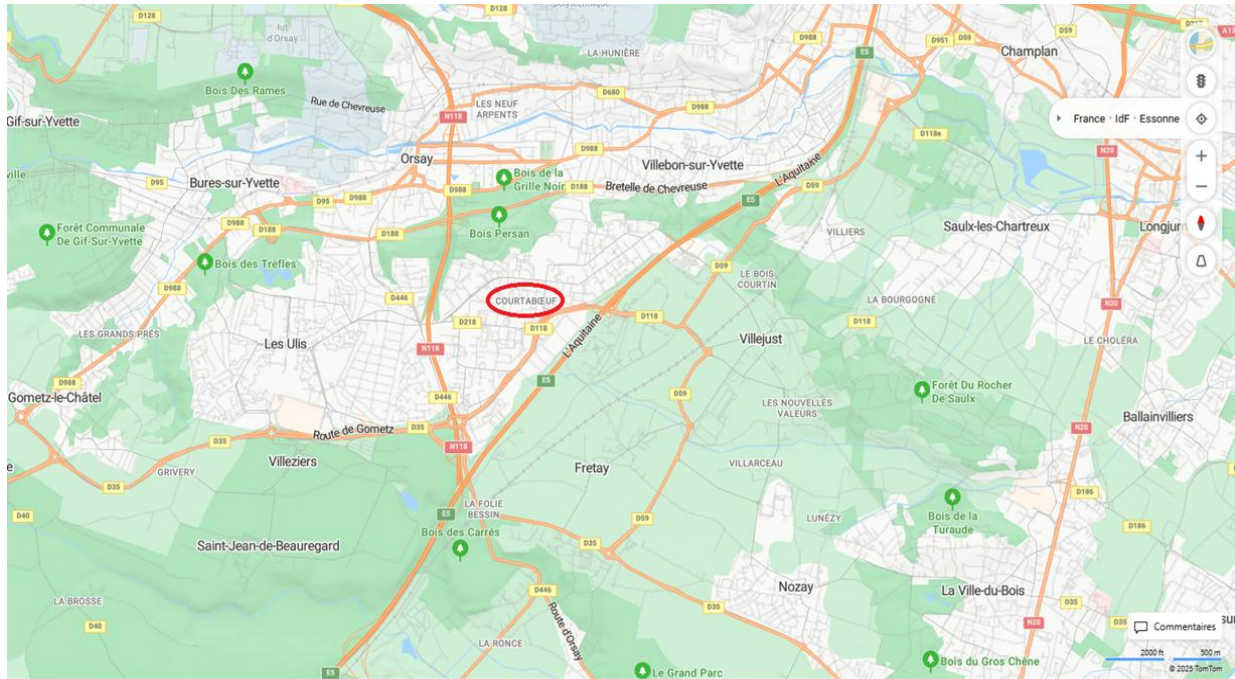 D128
D128
polytechnique
D988
D951
D59
D59
Champlan
lut
d'Orsay
LA HUNIÈRE
E5
Bois Des Rames
Rue de Chevreuse
LES NEUF
ARPENTS
D680
D988
N118
D118e
France · IdF · Essonne
Gif-sur-Yvette
Orsay
D988
Villebon-sur-Yvette
L'Aquitaine
N20
ville
D95
Bures-sur-Yvette
D95
D988
D988
Bois de la
Grille Noir
D188
Bretelle de Chevreuse
D59
E5
Forêt Communale
De Gif-Sur-Yvette
D988
D188
D188
Bois Persan
VILLIERS
Saulx-les-Chartreux
Longjum
Bois des Trèfles
D59
LE BOIS
COURTIN
D988
D446
COURTABŒUF
LA BOURGOGNE
N20
D218
D118
D118
D118
LES GRANDS PRÉS
Les Ulis
N118
L'Aquitaine
Villejust
LE CHOLÉRA
D988
E5
Gometz-le-Châtel
D446
D59
Forêt Du Rocher
De Saulx
LES NOUVELLES
VALEURS
Ballainvilliers
D35
Route de Gometz
D35
N118
N20
e
GRIVERY
Villeziers
Fretay
VILLARCEAU
D35
D186
D40
LA FOLIE
BESSIN
E5
Bois des Carrés
D59
LUNÉZY
Bois de la
Turaude
D186
Saint-Jean-de-Beauregard
D35
D446
Nozay
La Ville-du-Bois
LA BROSSE
D40
Route d'Orsay
D35
D35
N20
D35
Commentaires
LA RONCE
E5
Le Grand Parc
Bois du Gros Chêne
2000 ft
500 m
© 2025 TomTom